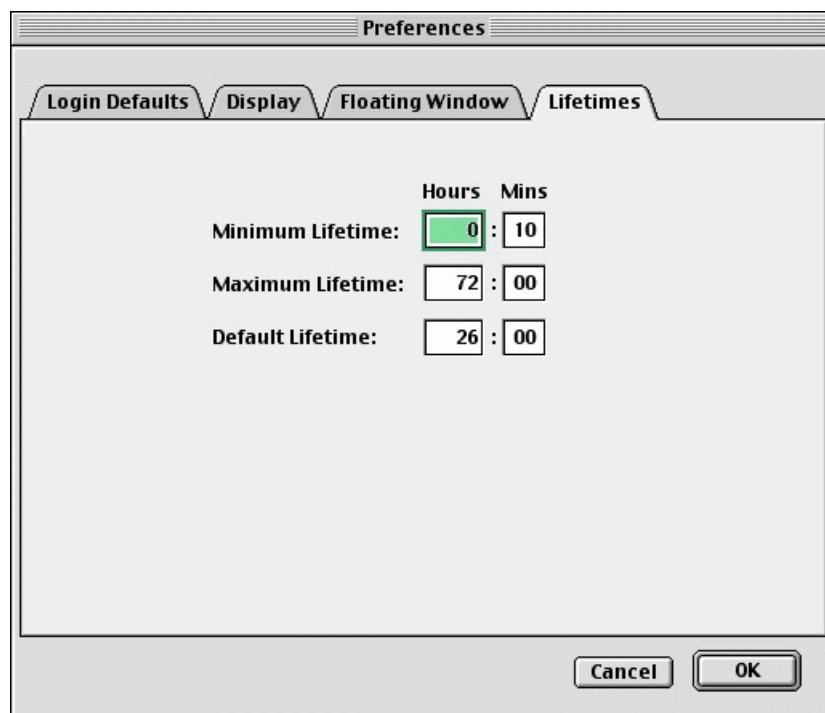 Preferences
Login Defaults Display Floating Window Lifetimes
Hours Mins
Minimum Lifetime: 0 : 10
Maximum Lifetime: 72 : 00
Default Lifetime: 26 : 00
Cancel OK